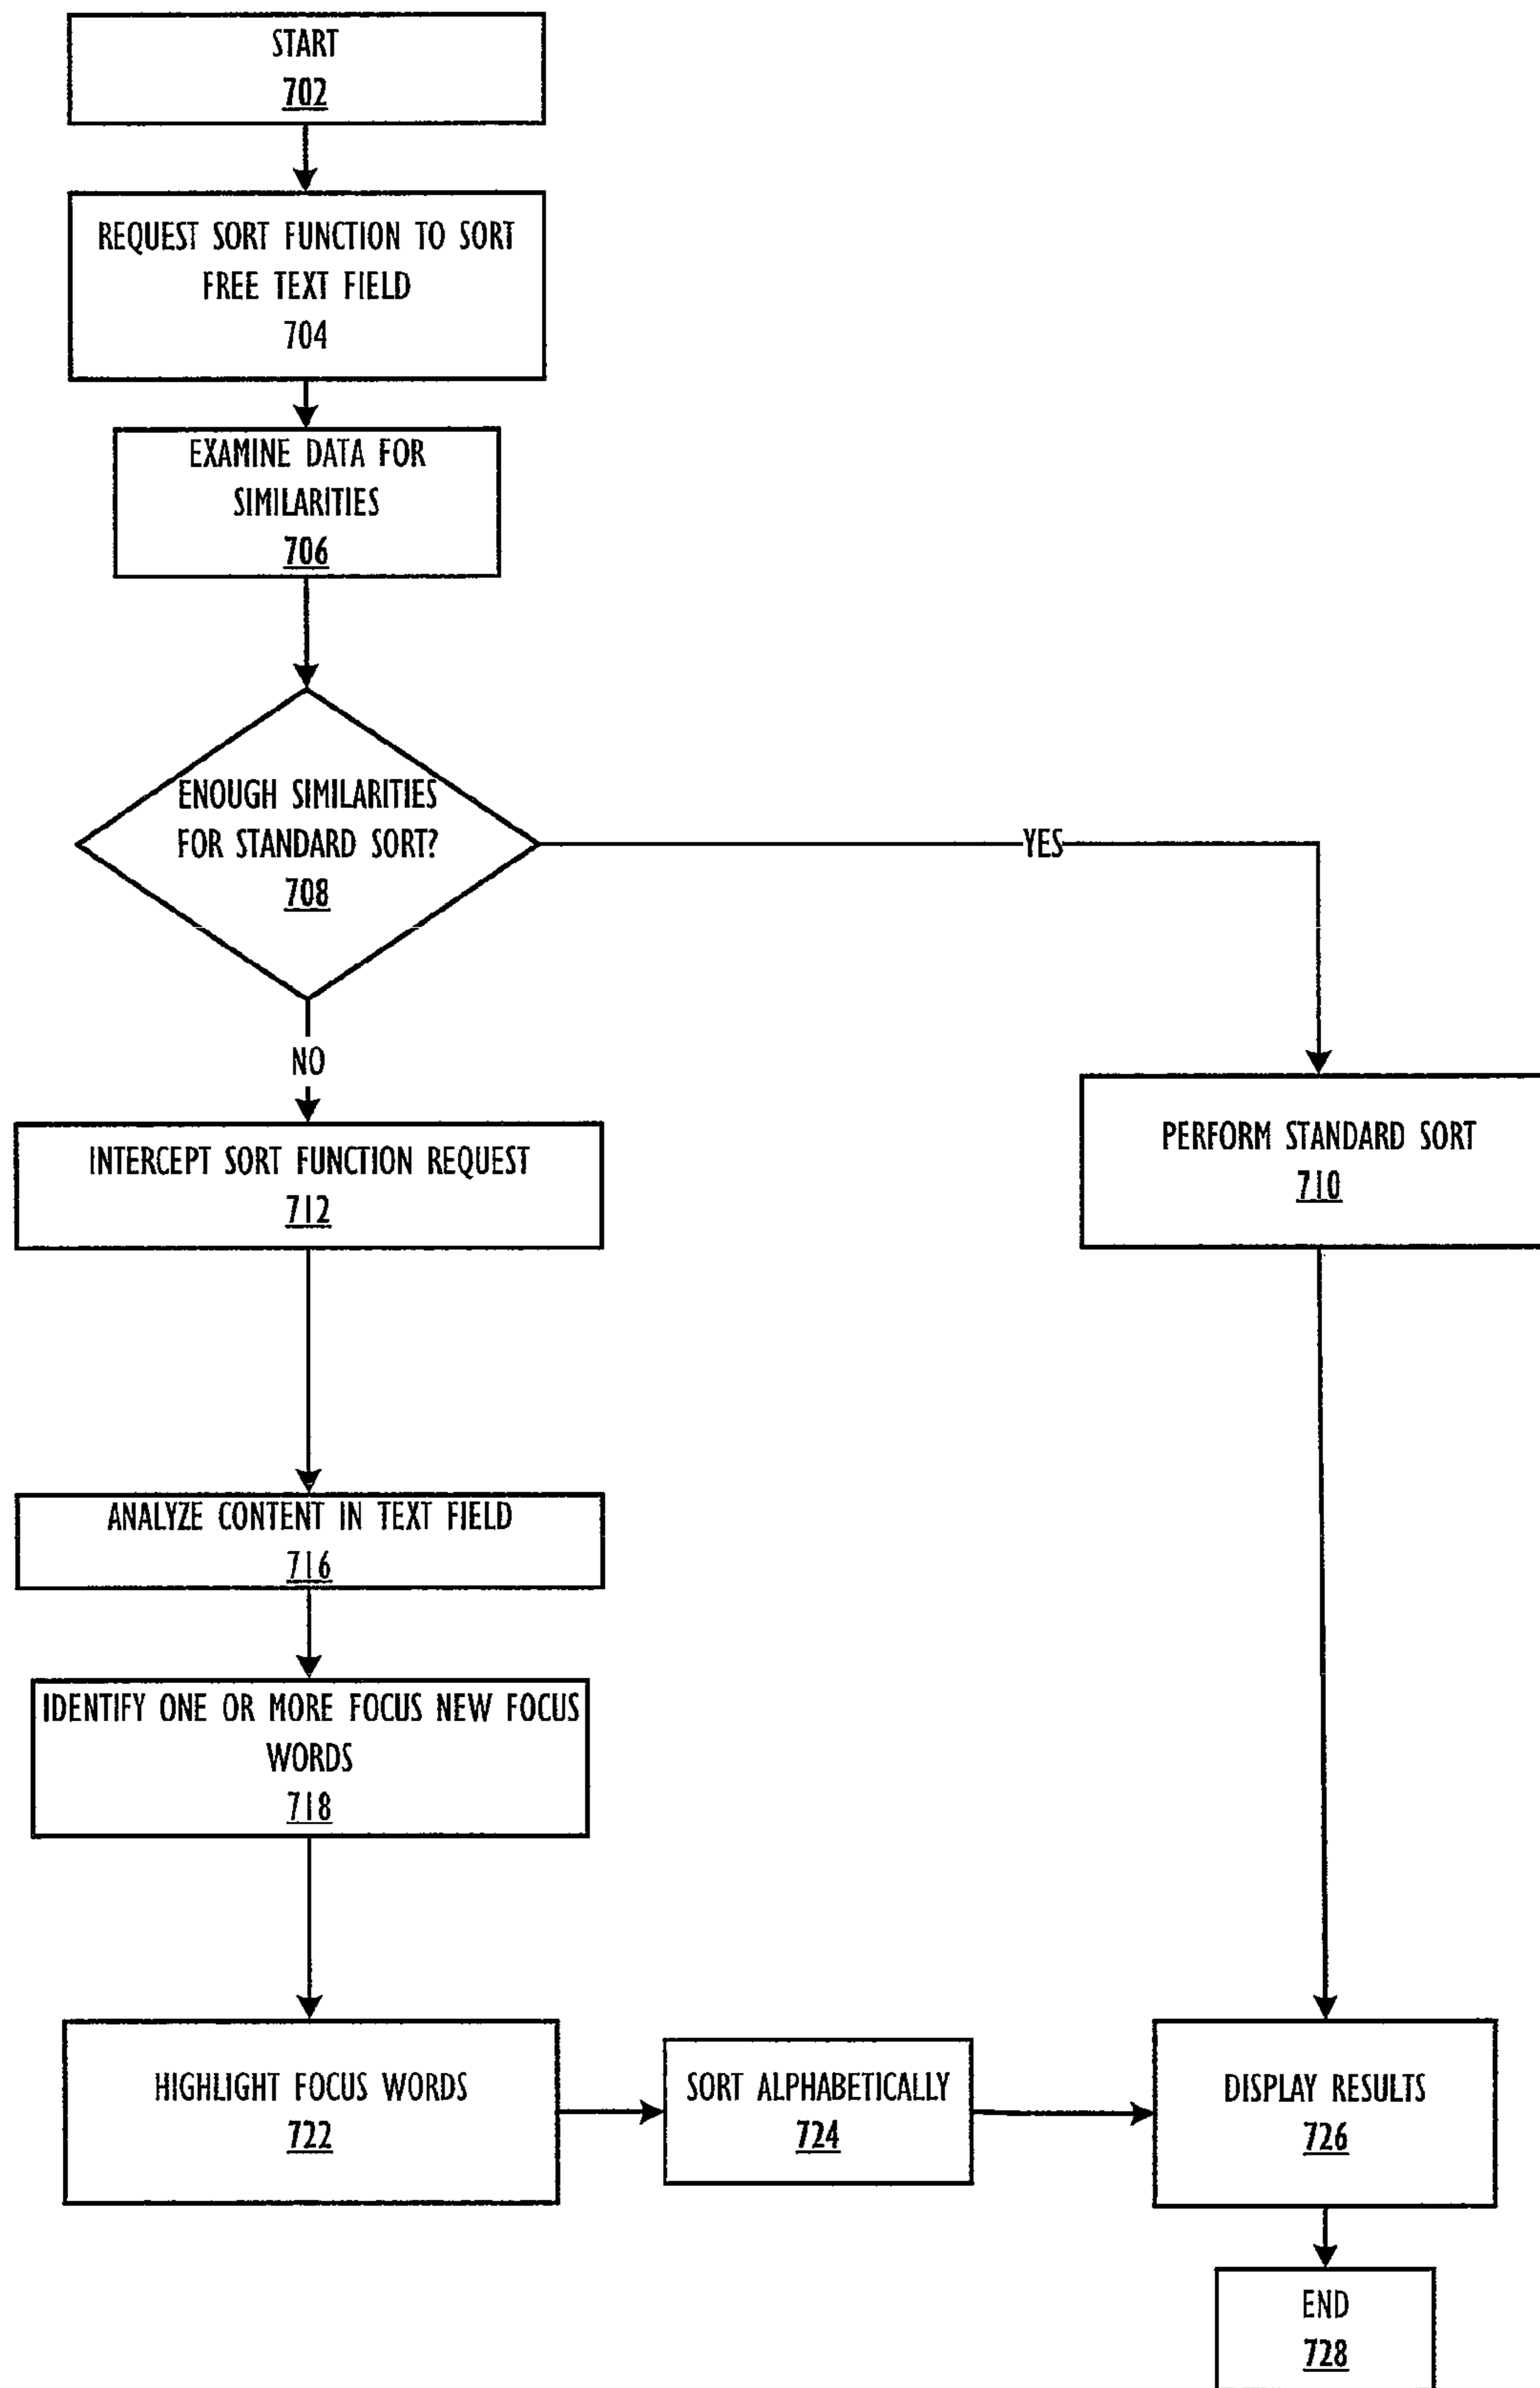 START
702
REQUEST SORT FUNCTION TO SORT
FREE TEXT FIELD
704
EXAMINE DATA FOR
SIMILARITIES
706
ENOUGH SIMILARITIES
FOR STANDARD SORT?
708
YES
NO
INTERCEPT SORT FUNCTION REQUEST
712
PERFORM STANDARD SORT
710
ANALYZE CONTENT IN TEXT FIELD
716
IDENTIFY ONE OR MORE FOCUS NEW FOCUS
WORDS
718
HIGHLIGHT FOCUS WORDS
722
SORT ALPHABETICALLY
724
DISPLAY RESULTS
726
END
728